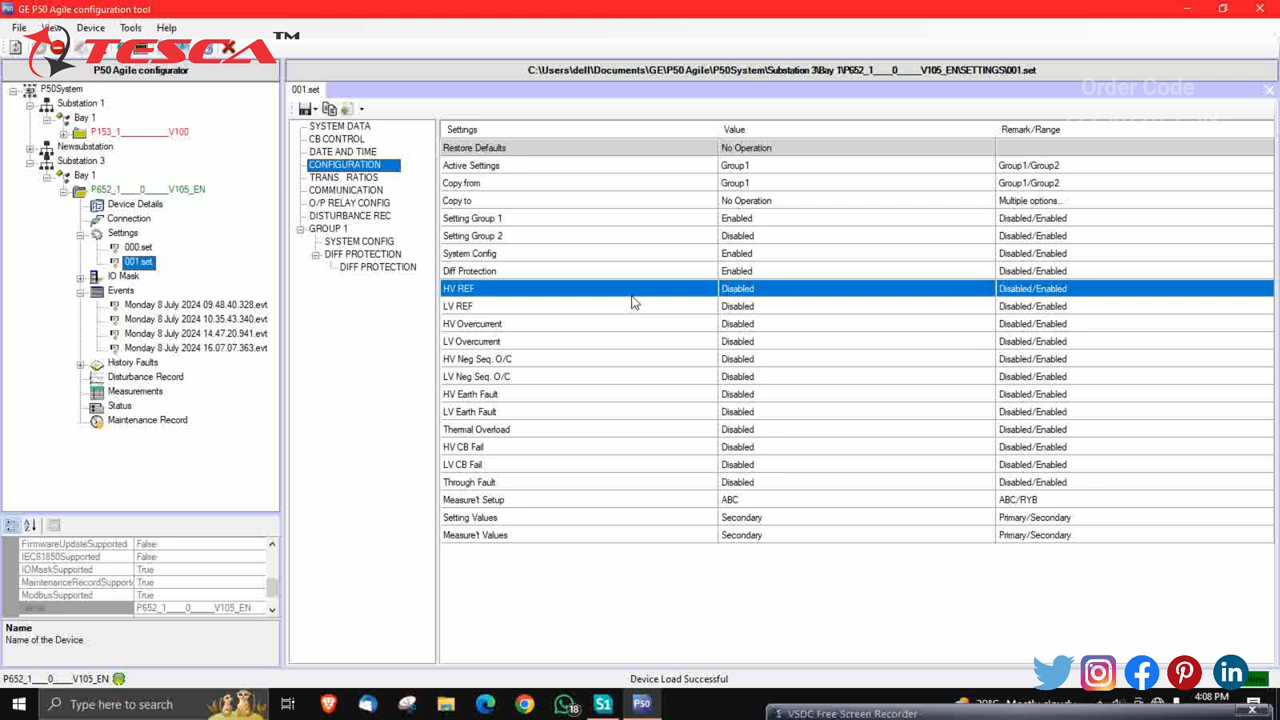 GE P50 Agile configuration tool
File View Device Tools Help
TESCA TM
P50 Agile configurator
C:\Users\dell\Documents\GE\P50 Agile\P50System\Substation 3\Bay 1\P652_1____0_____V105_EN\SETTINGS\001.set
P50System
Substation 1
Bay 1
P153_1__________V100
Newsubstation
Substation 3
Bay 1
P652_1____0_____V105_EN
Device Details
Connection
Settings
000.set
001.set
IO Mask
Events
Monday 8 July 2024 09.48.40.328.evt
Monday 8 July 2024 10.35.43.340.evt
Monday 8 July 2024 14.47.20.941.evt
Monday 8 July 2024 16.07.07.363.evt
History Faults
Disturbance Record
Measurements
Status
Maintenance Record
FirmwareUpdateSupported False
IEC61850Supported False
IOMaskSupported True
MaintenanceRecordSupport True
ModbusSupported True
P652_1____0_____V105_EN
Name
Name of the Device
P652_1____0_____V105_EN
001.set
Order Code
SYSTEM DATA
CB CONTROL
DATE AND TIME
CONFIGURATION
TRANS. RATIOS
COMMUNICATION
O/P RELAY CONFIG
DISTURBANCE REC
GROUP 1
SYSTEM CONFIG
DIFF PROTECTION
DIFF PROTECTION
Settings Value Remark/Range
Restore Defaults No Operation
Active Settings Group1 Group1/Group2
Copy from Group1 Group1/Group2
Copy to No Operation Multiple options...
Setting Group 1 Enabled Disabled/Enabled
Setting Group 2 Disabled Disabled/Enabled
System Config Enabled Disabled/Enabled
Diff Protection Enabled Disabled/Enabled
HV REF Disabled Disabled/Enabled
LV REF Disabled Disabled/Enabled
HV Overcurrent Disabled Disabled/Enabled
LV Overcurrent Disabled Disabled/Enabled
HV Neg Seq. O/C Disabled Disabled/Enabled
LV Neg Seq. O/C Disabled Disabled/Enabled
HV Earth Fault Disabled Disabled/Enabled
LV Earth Fault Disabled Disabled/Enabled
Thermal Overload Disabled Disabled/Enabled
HV CB Fail Disabled Disabled/Enabled
LV CB Fail Disabled Disabled/Enabled
Through Fault Disabled Disabled/Enabled
Measure't Setup ABC ABC/RYB
Setting Values Secondary Primary/Secondary
Measure't Values Secondary Primary/Secondary
Device Load Successful
Type here to search
18
S1
P50
4:08 PM
VSDC Free Screen Recorder